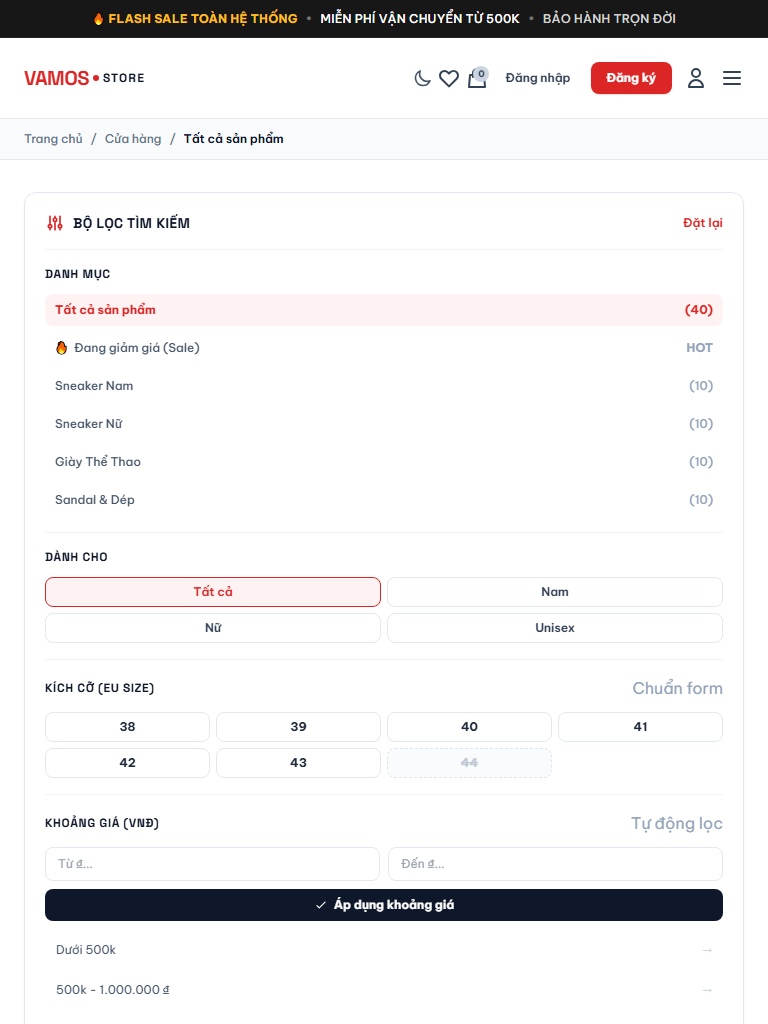 🔥 FLASH SALE TOÀN HỆ THỐNG • MIỄN PHÍ VẬN CHUYỂN TỪ 500K • BẢO HÀNH TRỌN ĐỜI
VAMOS • STORE
0
Đăng nhập
Đăng ký
Trang chủ / Cửa hàng / Tất cả sản phẩm
BỘ LỌC TÌM KIẾM
Đặt lại
DANH MỤC
Tất cả sản phẩm (40)
🔥 Đang giảm giá (Sale) HOT
Sneaker Nam (10)
Sneaker Nữ (10)
Giày Thể Thao (10)
Sandal & Dép (10)
DÀNH CHO
Tất cả Nam
Nữ Unisex
KÍCH CỠ (EU SIZE) Chuẩn form
38 39 40 41
42 43 44
KHOẢNG GIÁ (VNĐ) Tự động lọc
Từ ₫... Đến ₫...
✓ Áp dụng khoảng giá
Dưới 500k →
500k - 1.000.000 ₫ →